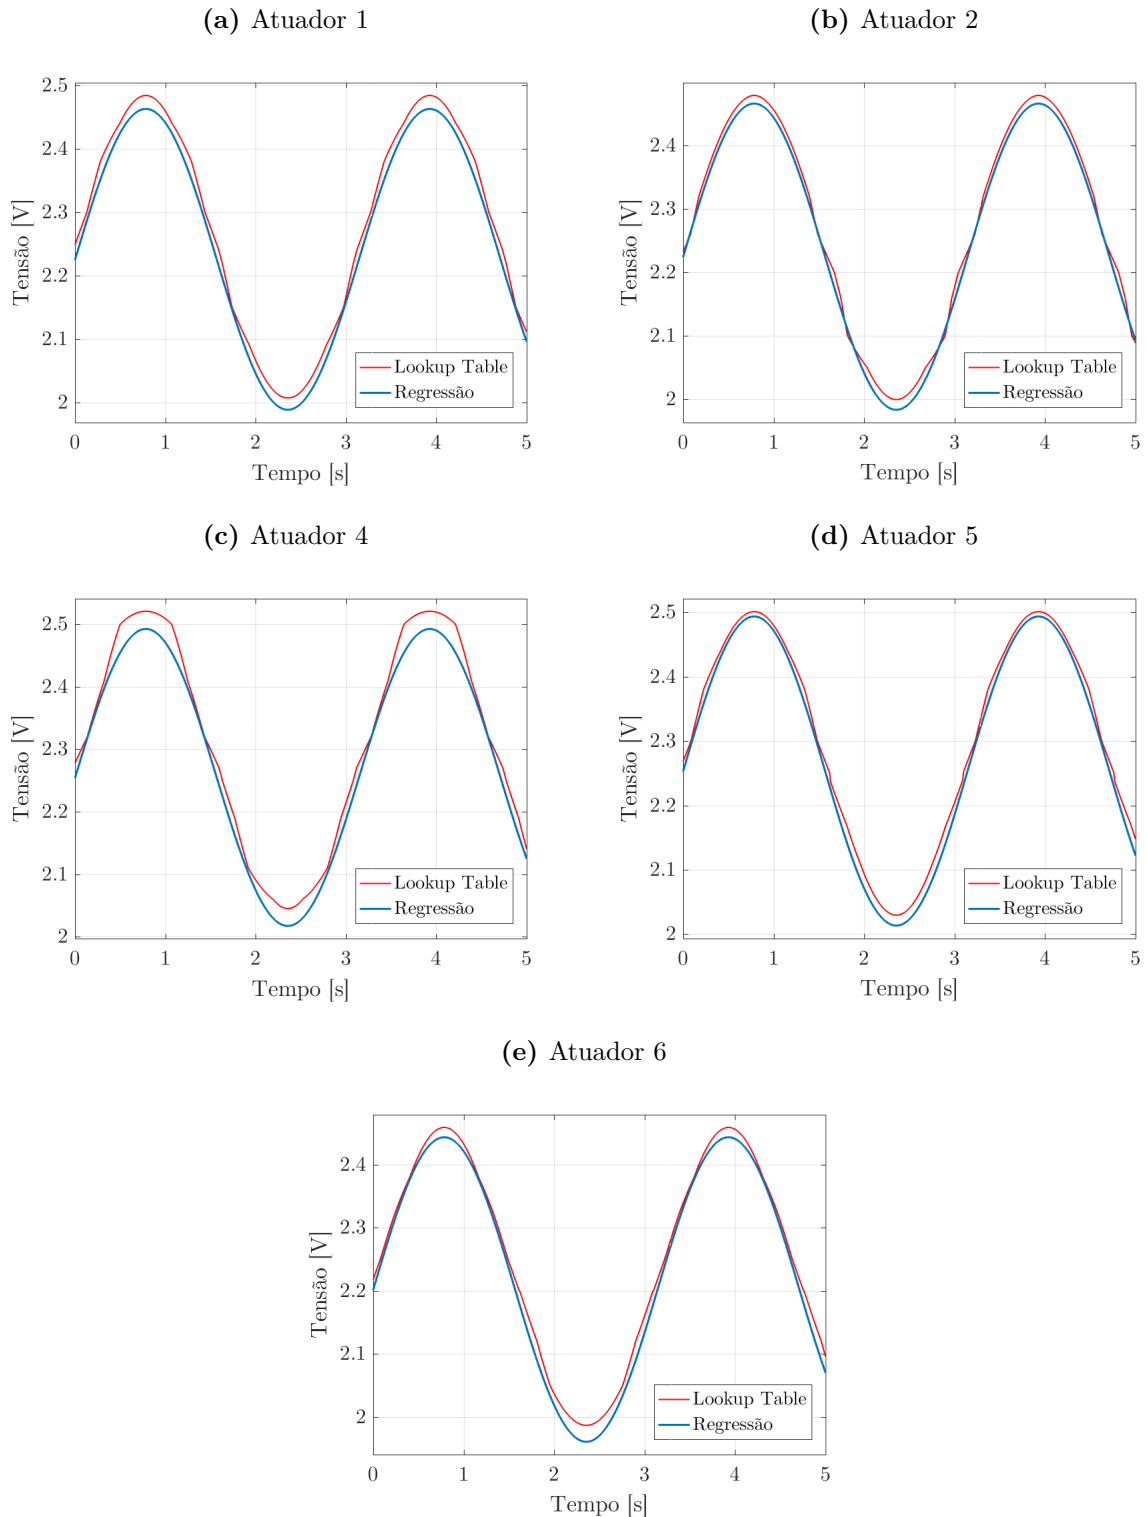 (a) Atuador 1
2.5
2.4
2.3
2.2
2.1
2
Tensão [V]
Lookup Table
Regressão
0 1 2 3 4 5
Tempo [s]
(b) Atuador 2
2.4
2.3
2.2
2.1
2
Tensão [V]
Lookup Table
Regressão
0 1 2 3 4 5
Tempo [s]
(c) Atuador 4
2.5
2.4
2.3
2.2
2.1
2
Tensão [V]
Lookup Table
Regressão
0 1 2 3 4 5
Tempo [s]
(d) Atuador 5
2.5
2.4
2.3
2.2
2.1
2
Tensão [V]
Lookup Table
Regressão
0 1 2 3 4 5
Tempo [s]
(e) Atuador 6
2.4
2.3
2.2
2.1
2
Tensão [V]
Lookup Table
Regressão
0 1 2 3 4 5
Tempo [s]